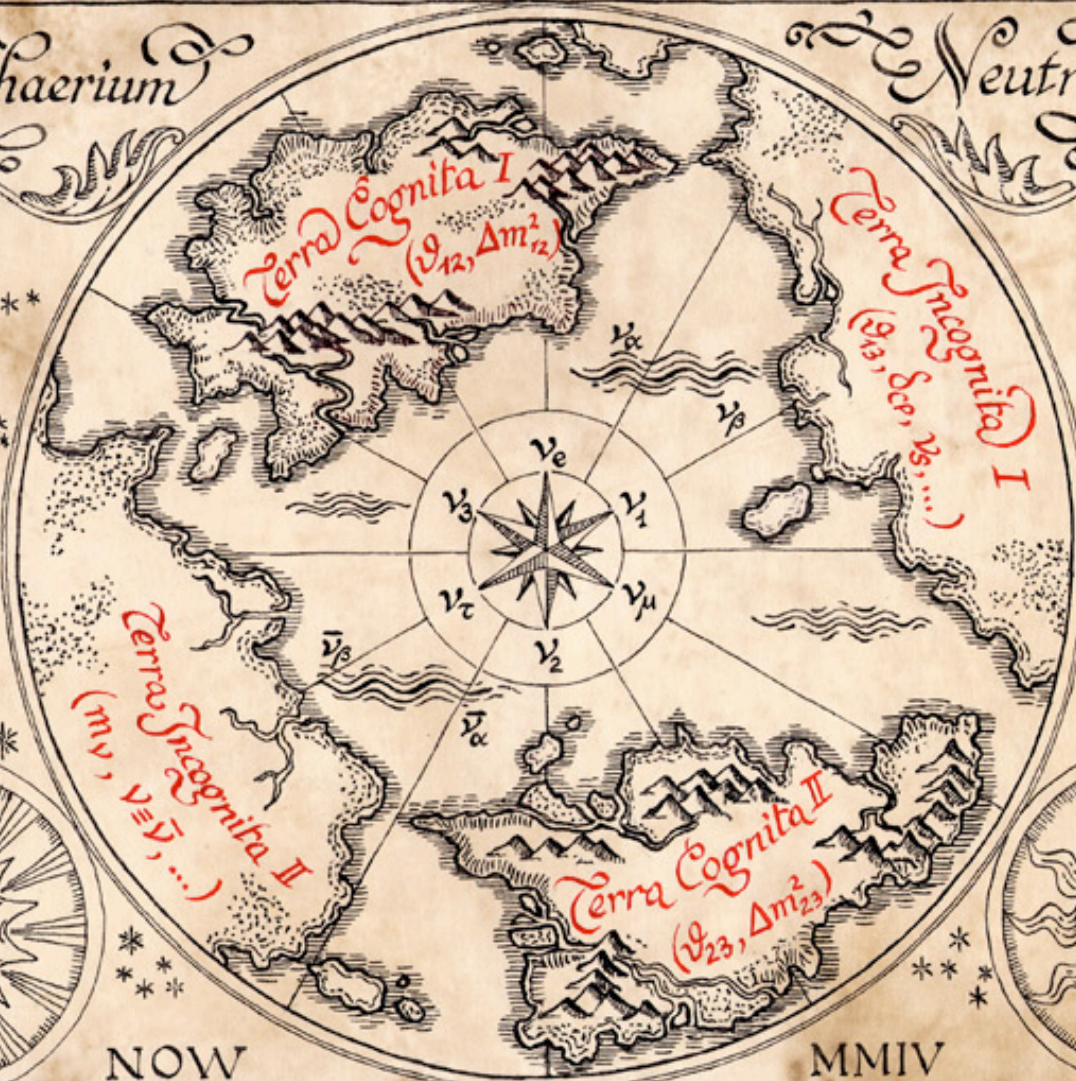 haerium
Neutr
Terra Cognita I
(ϑ₁₂, Δm²₁₂)
Terra Incognita I
(ϑ₁₃, δCP, νs, ...)
να
νβ
νe
ν3
ν1
ντ
νμ
ν2
ν̄β
ν̄α
Terra Incognita II
(mν, ν≡ν̄, ...)
Terra Cognita II
(ϑ₂₃, Δm²₂₃)
NOW
MMIV